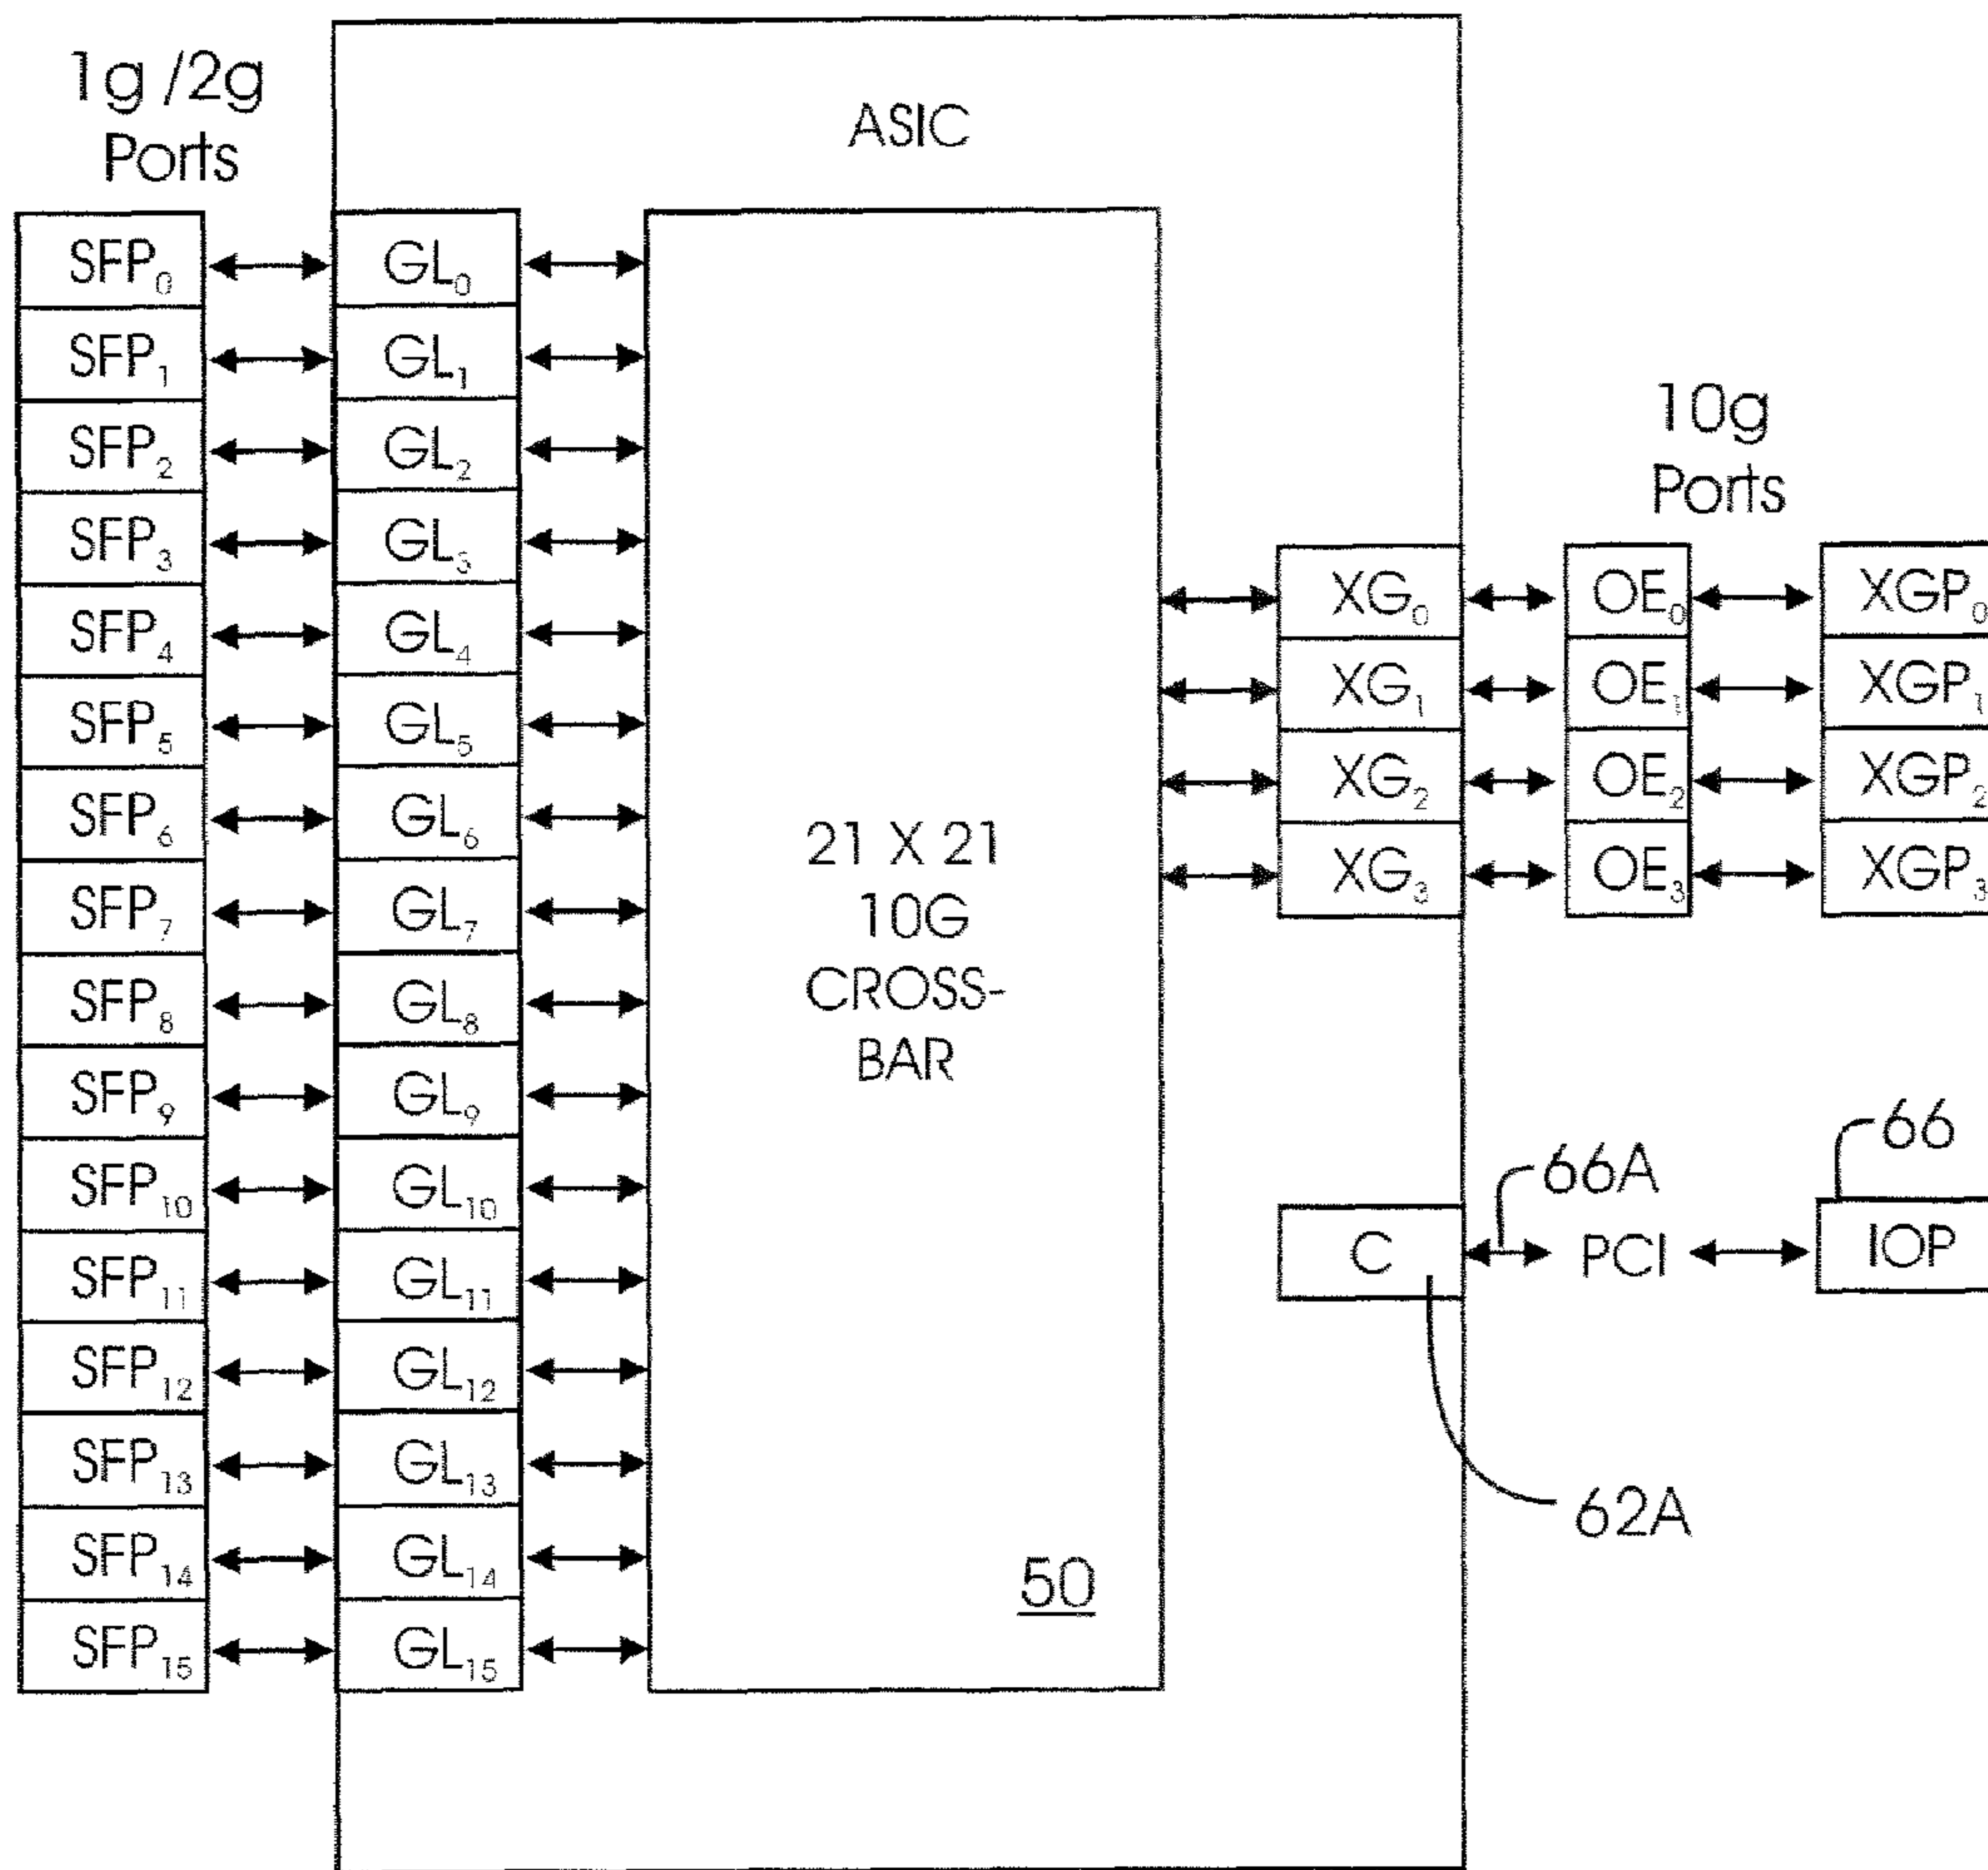 1g /2g
Ports
ASIC
SFP0 GL0
SFP1 GL1
SFP2 GL2
SFP3 GL3
SFP4 GL4
SFP5 GL5
SFP6 GL6
SFP7 GL7
SFP8 GL8
SFP9 GL9
SFP10 GL10
SFP11 GL11
SFP12 GL12
SFP13 GL13
SFP14 GL14
SFP15 GL15
21 X 21
10G
CROSS-
BAR
50
10g
Ports
XG0 OE0 XGP0
XG1 OE1 XGP1
XG2 OE2 XGP2
XG3 OE3 XGP3
66A
66
C PCI IOP
62A